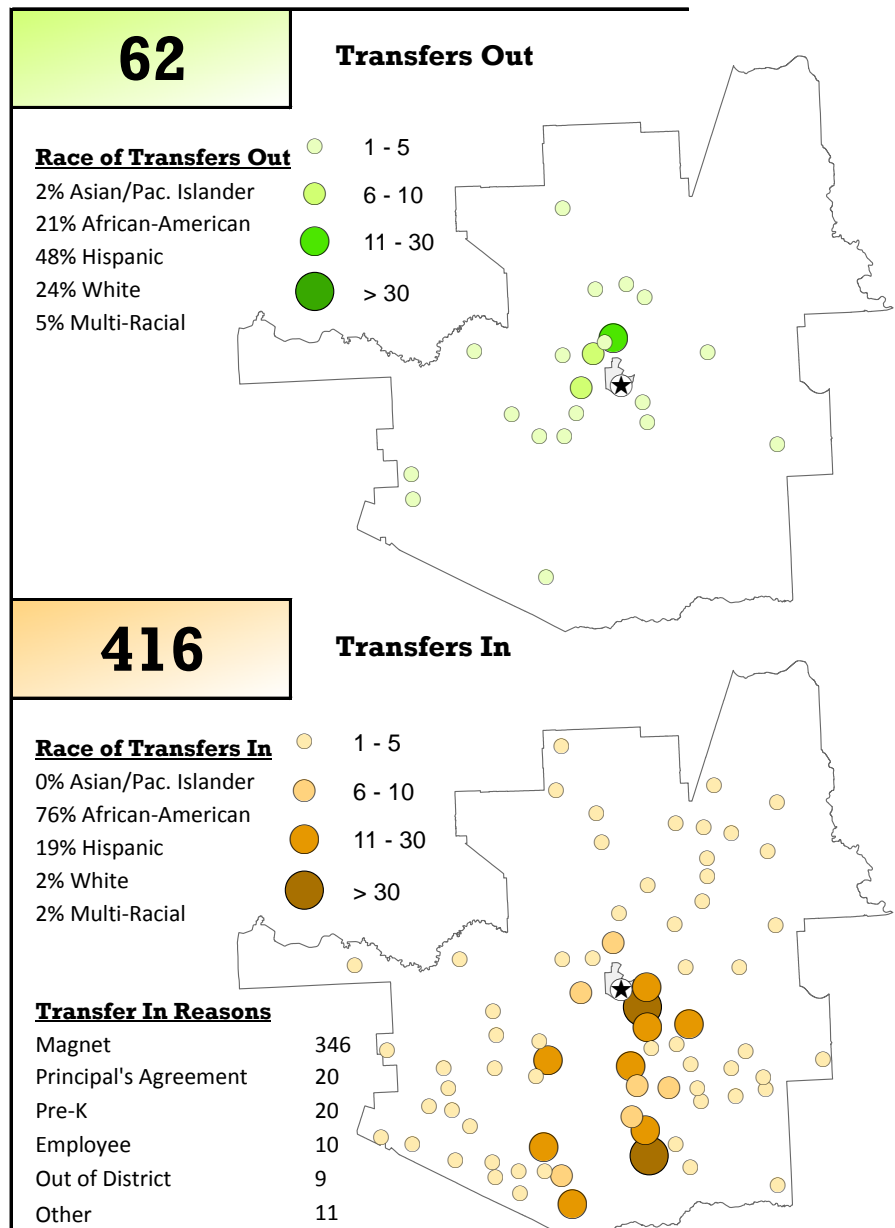 62
Transfers Out
Race of Transfers Out
2% Asian/Pac. Islander
21% African-American
48% Hispanic
24% White
5% Multi-Racial
1 - 5
6 - 10
11 - 30
> 30
416
Transfers In
Race of Transfers In
0% Asian/Pac. Islander
76% African-American
19% Hispanic
2% White
2% Multi-Racial
1 - 5
6 - 10
11 - 30
> 30
Transfer In Reasons
Magnet 346
Principal's Agreement 20
Pre-K 20
Employee 10
Out of District 9
Other 11